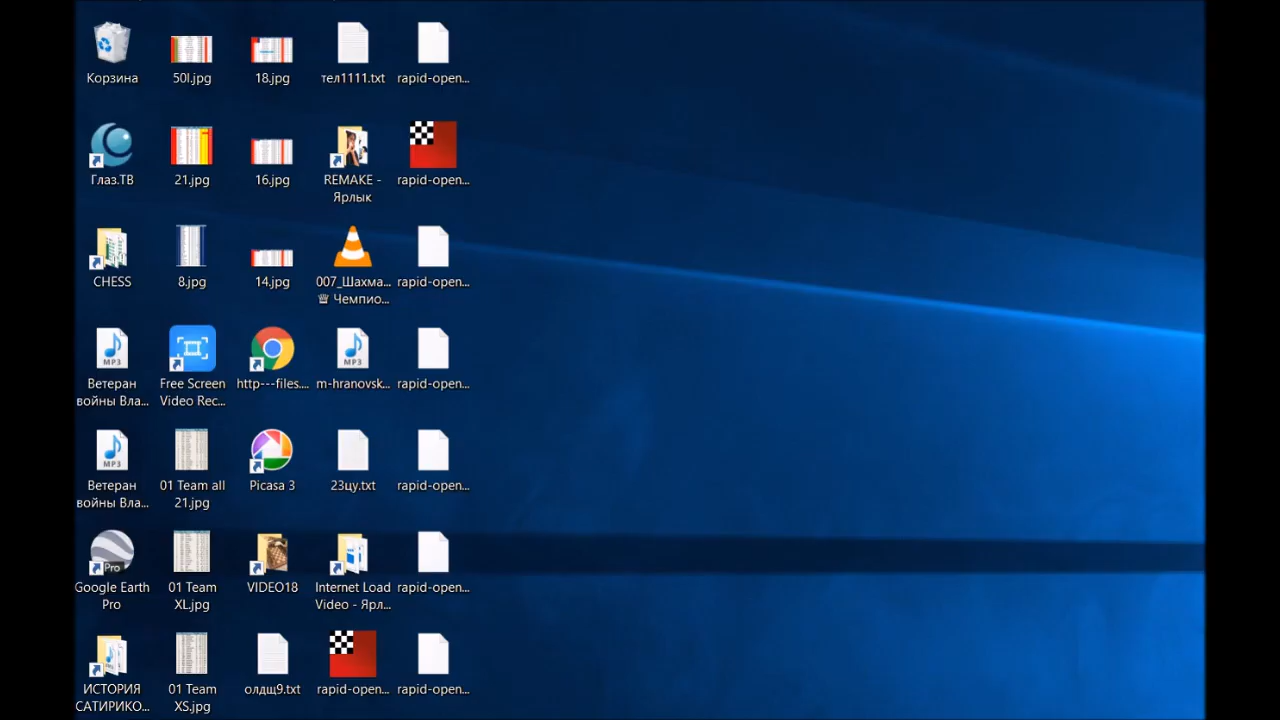 Корзина
50l.jpg
18.jpg
тел1111.txt
rapid-open...
Глаз.ТВ
21.jpg
16.jpg
REMAKE -
Ярлык
rapid-open...
CHESS
8.jpg
14.jpg
007_Шахма...
♕ Чемпио...
rapid-open...
MP3
Ветеран
войны Вла...
Free Screen
Video Rec...
http---files....
MP3
m-hranovsk...
rapid-open...
MP3
Ветеран
войны Вла...
01 Team all
21.jpg
Picasa 3
23цу.txt
rapid-open...
Pro
Google Earth
Pro
01 Team
XL.jpg
VIDEO18
Internet Load
Video - Ярл...
rapid-open...
ИСТОРИЯ
САТИРИКО...
01 Team
XS.jpg
олдщ9.txt
rapid-open...
rapid-open...